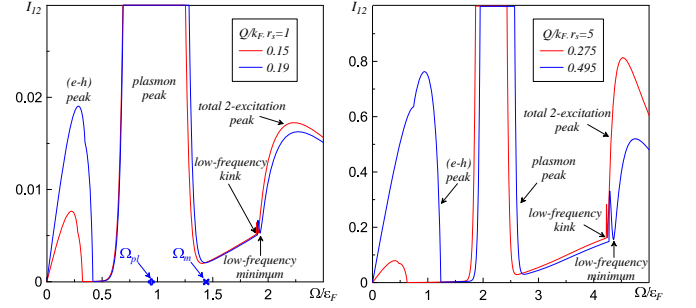 I12
Q/kF, rs=1
0.15
0.19
(e-h)
peak
plasmon
peak
total 2-excitation
peak
low-frequency
kink
Ωpl
Ωm
low-frequency
minimum
0.02
0.01
0
0
0.5
1
1.5
2
Ω/εF
I12
Q/kF, rs=5
0.275
0.495
total 2-excitation
peak
(e-h)
peak
plasmon
peak
low-frequency
kink
low-frequency
minimum
0.8
0.6
0.4
0.2
0
0
1
2
3
4
Ω/εF